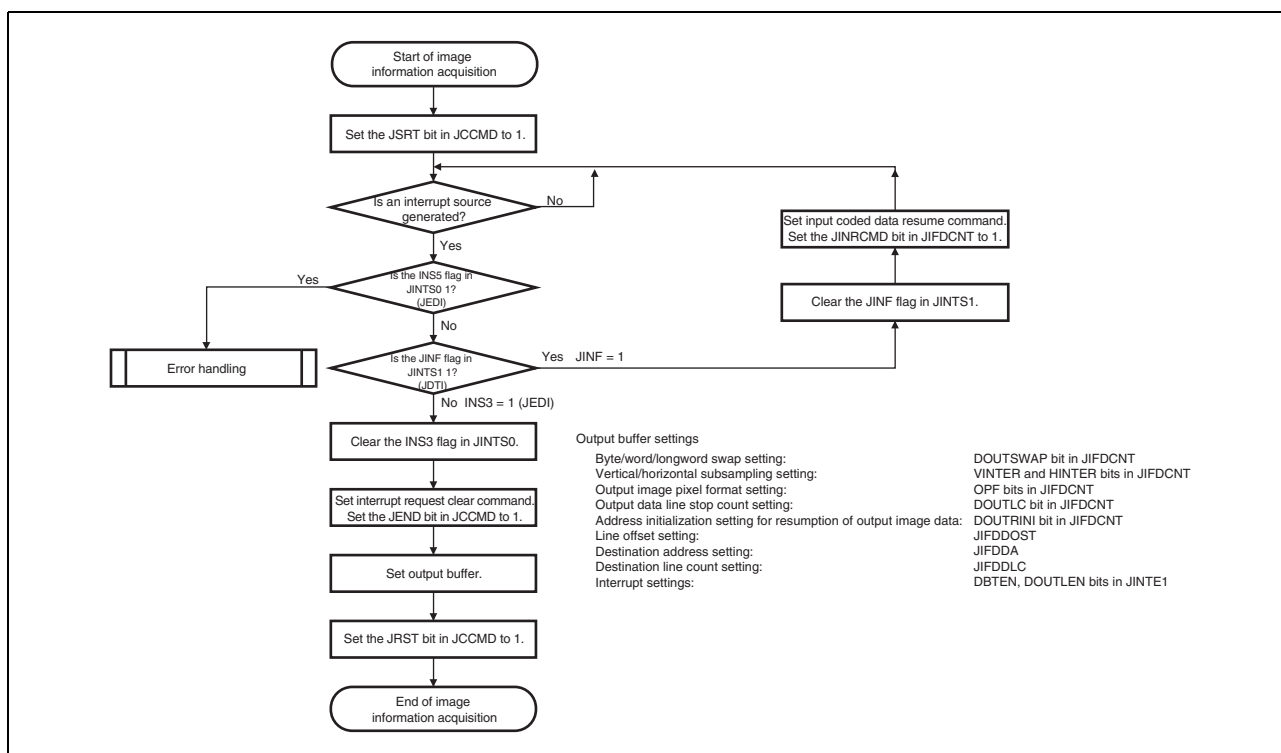 Start of image
information acquisition
Set the JSRT bit in JCCMD to 1.
Is an interrupt source
generated?
No
Yes
Set input coded data resume command.
Set the JINRCMD bit in JIFDCNT to 1.
Clear the JINF flag in JINTS1.
Is the INS5 flag in
JINTS0 1?
(JEDI)
Yes
No
Error handling
Is the JINF flag in
JINTS1 1?
(JDTI)
Yes JINF = 1
No INS3 = 1 (JEDI)
Clear the INS3 flag in JINTS0.
Set interrupt request clear command.
Set the JEND bit in JCCMD to 1.
Set output buffer.
Set the JRST bit in JCCMD to 1.
End of image
information acquisition
Output buffer settings
Byte/word/longword swap setting: DOUTSWAP bit in JIFDCNT
Vertical/horizontal subsampling setting: VINTER and HINTER bits in JIFDCNT
Output image pixel format setting: OPF bits in JIFDCNT
Output data line stop count setting: DOUTLC bit in JIFDCNT
Address initialization setting for resumption of output image data: DOUTRINI bit in JIFDCNT
Line offset setting: JIFDDOST
Destination address setting: JIFDDA
Destination line count setting: JIFDDLC
Interrupt settings: DBTEN, DOUTLEN bits in JINTE1